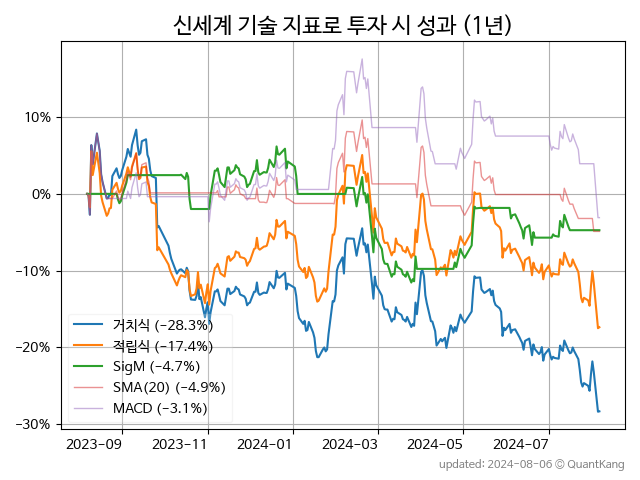 신세계 기술 지표로 투자 시 성과 (1년)
10%
0%
−10%
−20%
−30%
거치식 (−28.3%)
적립식 (−17.4%)
SigM (−4.7%)
SMA(20) (−4.9%)
MACD (−3.1%)
2023-09 2023-11 2024-01 2024-03 2024-05 2024-07
updated: 2024-08-06 © QuantKang